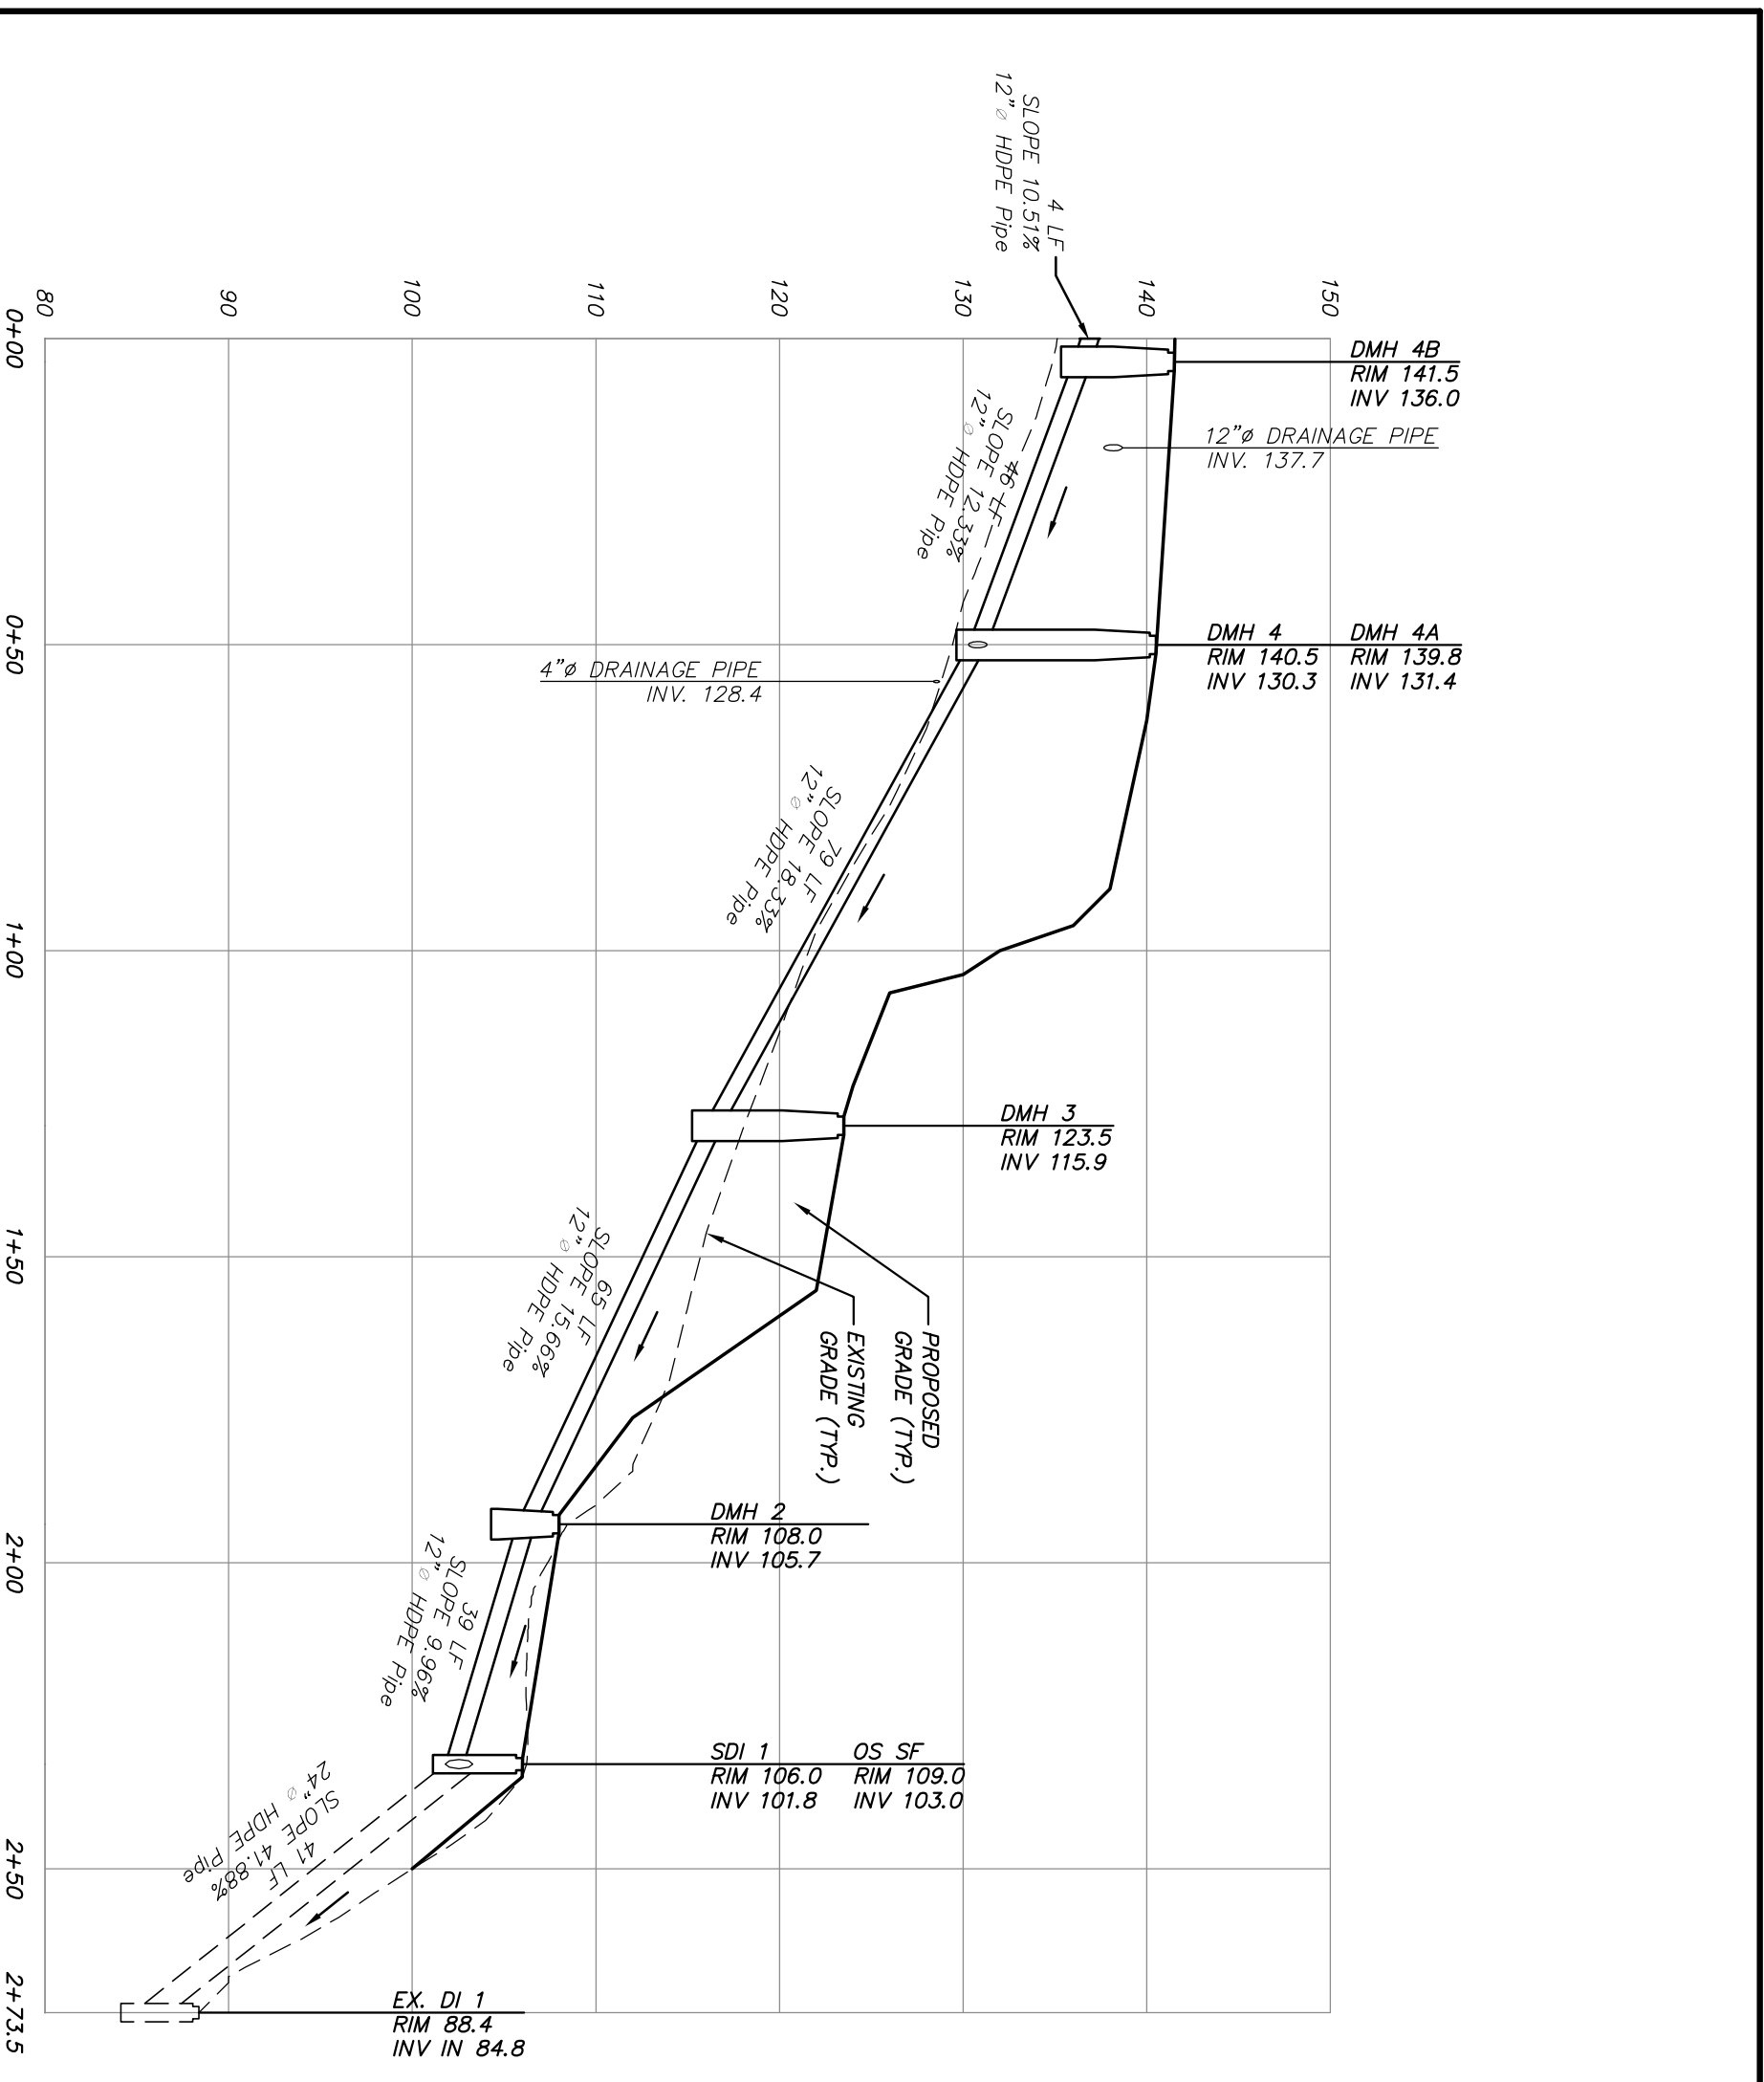 4 LF
SLOPE 10.51%
12"⌀ HDPE Pipe
DMH 4B
RIM 141.5
INV 136.0
12"ø DRAINAGE PIPE
INV. 137.7
46 LF
SLOPE 12.33%
12"⌀ HDPE Pipe
DMH 4
RIM 140.5
INV 130.3
DMH 4A
RIM 139.8
INV 131.4
4"ø DRAINAGE PIPE
INV. 128.4
79 LF
SLOPE 18.33%
12"⌀ HDPE Pipe
DMH 3
RIM 123.5
INV 115.9
PROPOSED
GRADE (TYP.)
EXISTING
GRADE (TYP.)
65 LF
SLOPE 15.66%
12"⌀ HDPE Pipe
DMH 2
RIM 108.0
INV 105.7
39 LF
SLOPE 9.96%
12"⌀ HDPE Pipe
SDI 1
RIM 106.0
INV 101.8
OS SF
RIM 109.0
INV 103.0
41 LF
SLOPE 41.88%
24"⌀ HDPE Pipe
EX. DI 1
RIM 88.4
INV IN 84.8
150
140
130
120
110
100
90
80
0+00
0+50
1+00
1+50
2+00
2+50
2+73.5